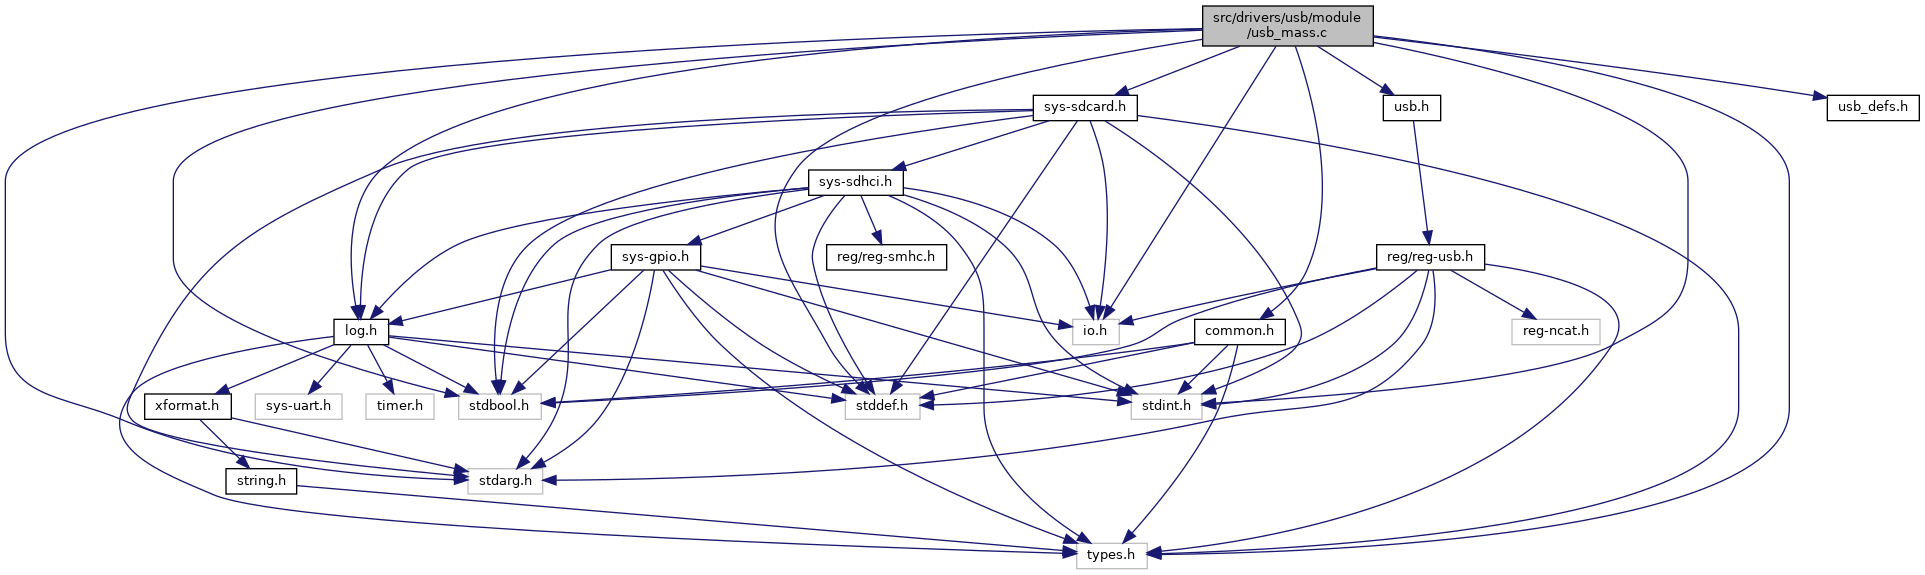 src/drivers/usb/module
/usb_mass.c
sys-sdcard.h
usb.h
usb_defs.h
sys-sdhci.h
sys-gpio.h
reg/reg-smhc.h
reg/reg-usb.h
log.h
io.h
common.h
reg-ncat.h
xformat.h
sys-uart.h
timer.h
stdbool.h
stddef.h
stdint.h
string.h
stdarg.h
types.h